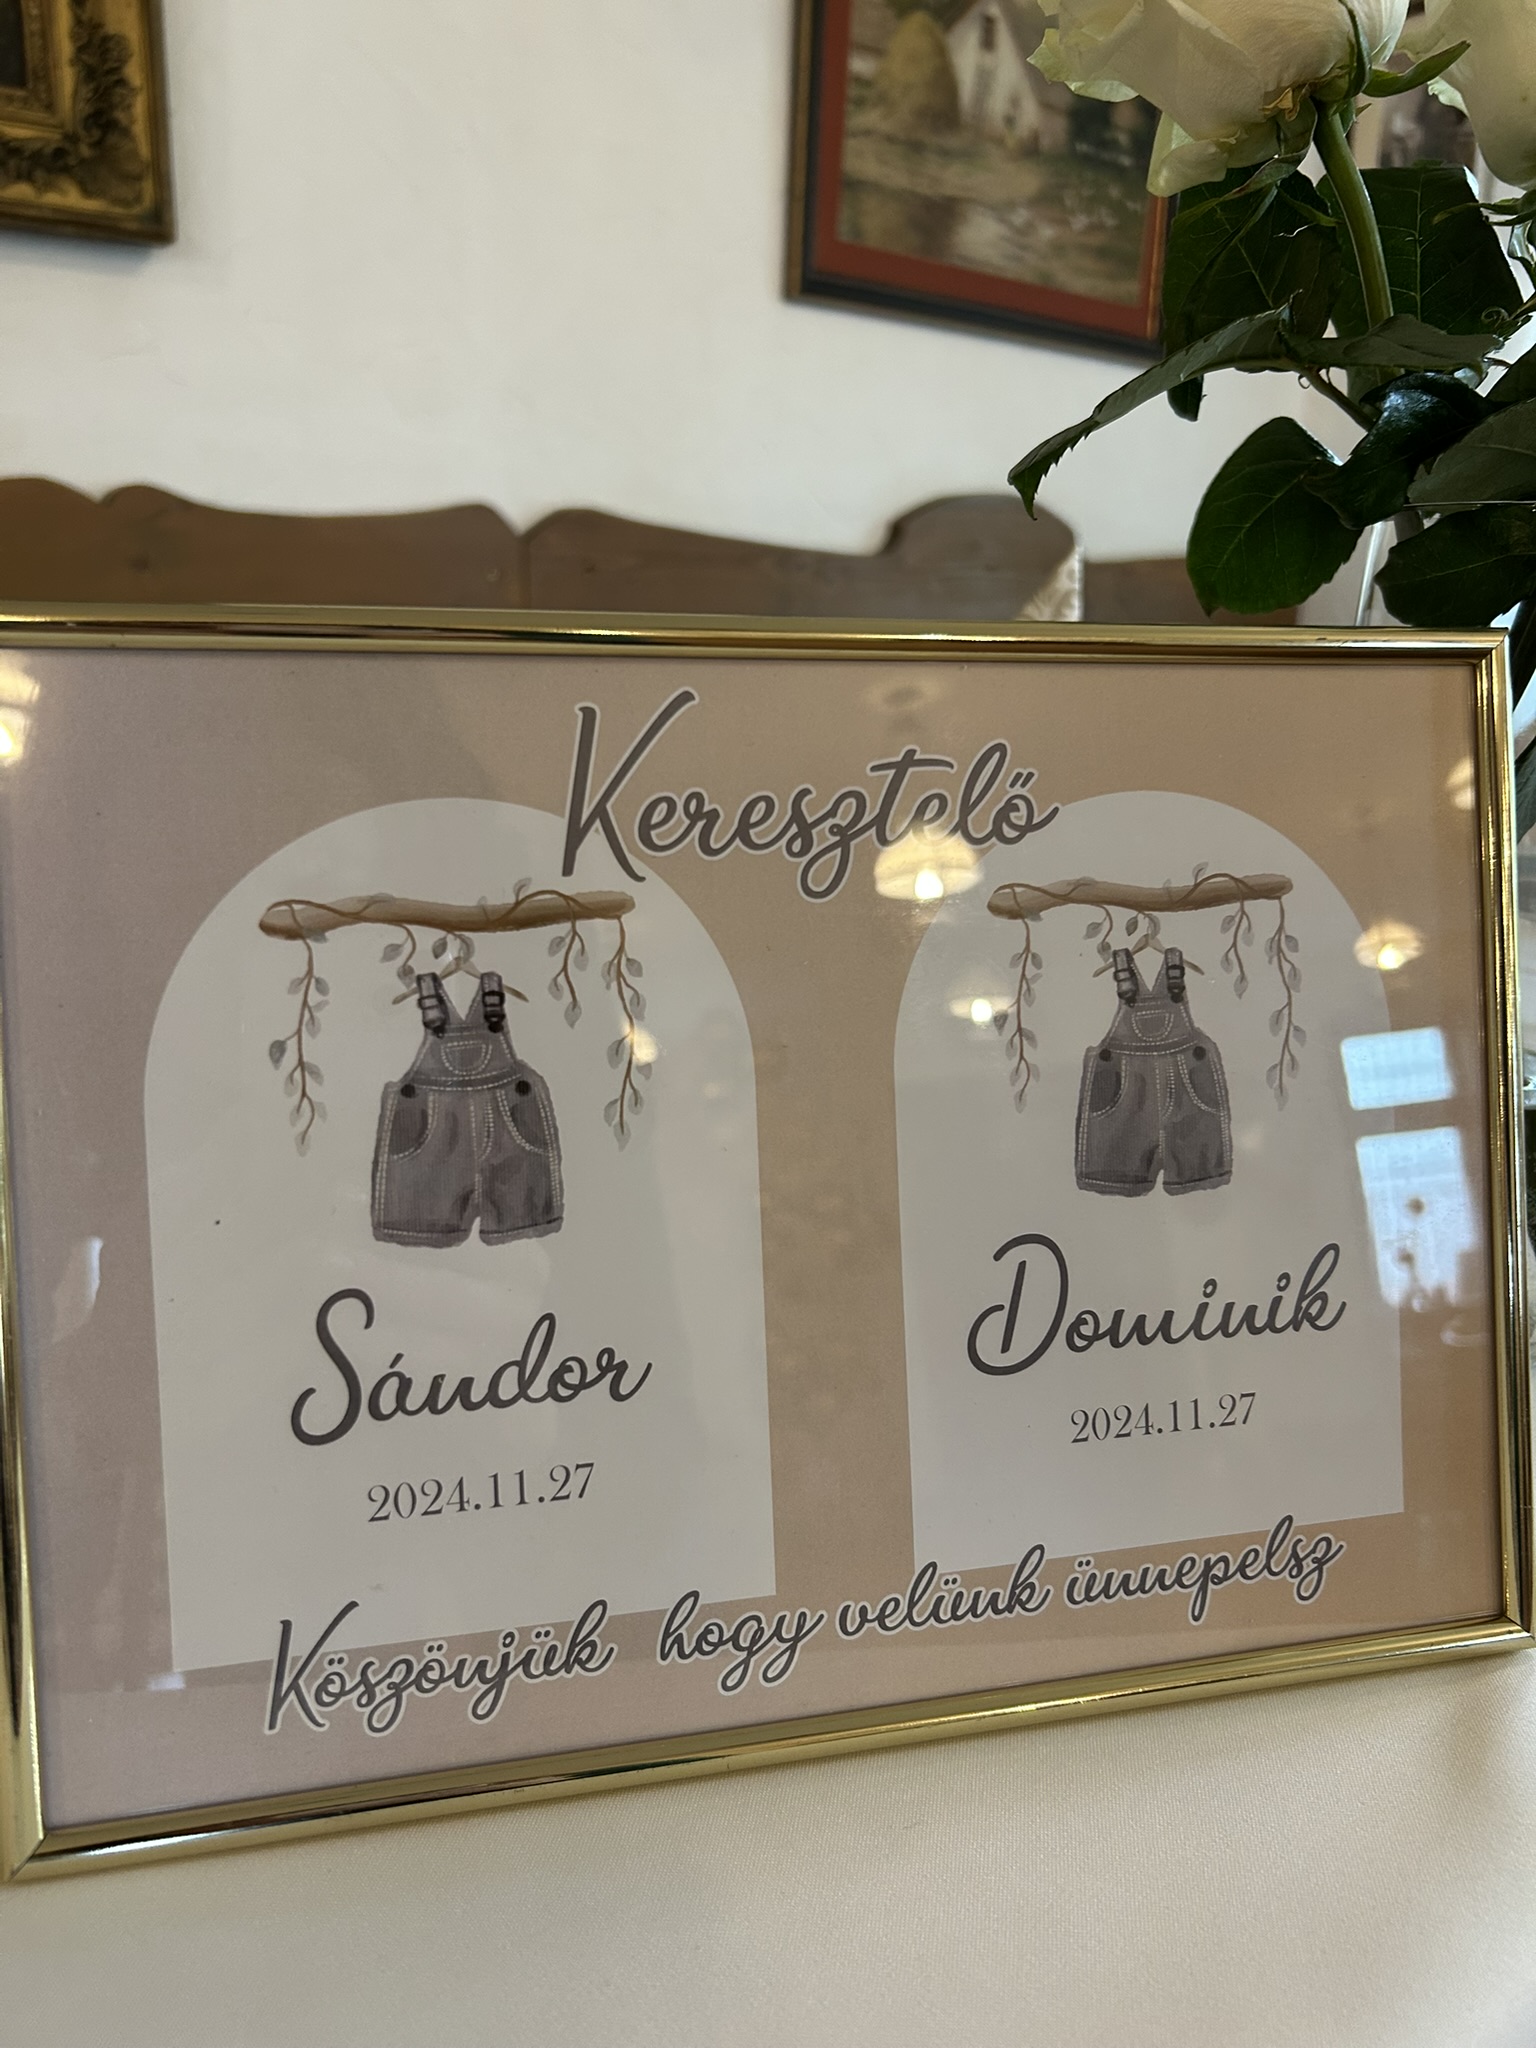 Keresztelő
Sándor
2024.11.27
Dominik
2024.11.27
Köszönjük hogy velünk ünnepelsz